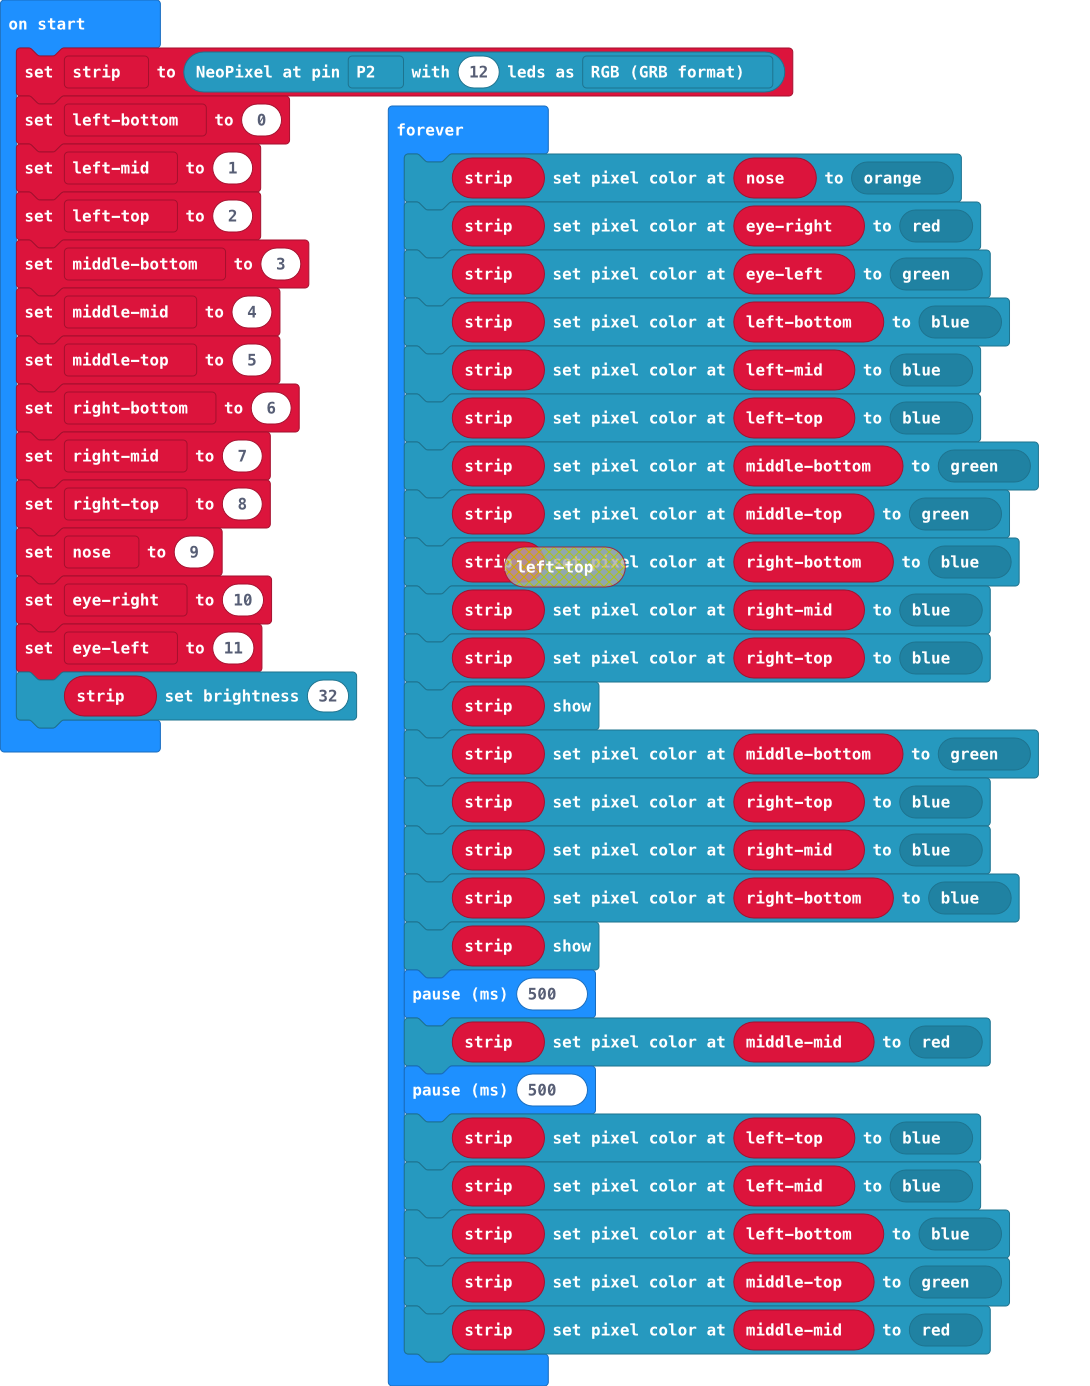 on start
set strip to NeoPixel at pin P2 with 12 leds as RGB (GRB format)
set left-bottom to 0
set left-mid to 1
set left-top to 2
set middle-bottom to 3
set middle-mid to 4
set middle-top to 5
set right-bottom to 6
set right-mid to 7
set right-top to 8
set nose to 9
set eye-right to 10
set eye-left to 11
strip set brightness 32
forever
strip set pixel color at nose to orange
strip set pixel color at eye-right to red
strip set pixel color at eye-left to green
strip set pixel color at left-bottom to blue
strip set pixel color at left-mid to blue
strip set pixel color at left-top to blue
strip set pixel color at middle-bottom to green
strip set pixel color at middle-top to green
strip set pixel color at right-bottom to blue
left-top
strip set pixel color at right-mid to blue
strip set pixel color at right-top to blue
strip show
strip set pixel color at middle-bottom to green
strip set pixel color at right-top to blue
strip set pixel color at right-mid to blue
strip set pixel color at right-bottom to blue
strip show
pause (ms) 500
strip set pixel color at middle-mid to red
pause (ms) 500
strip set pixel color at left-top to blue
strip set pixel color at left-mid to blue
strip set pixel color at left-bottom to blue
strip set pixel color at middle-top to green
strip set pixel color at middle-mid to red